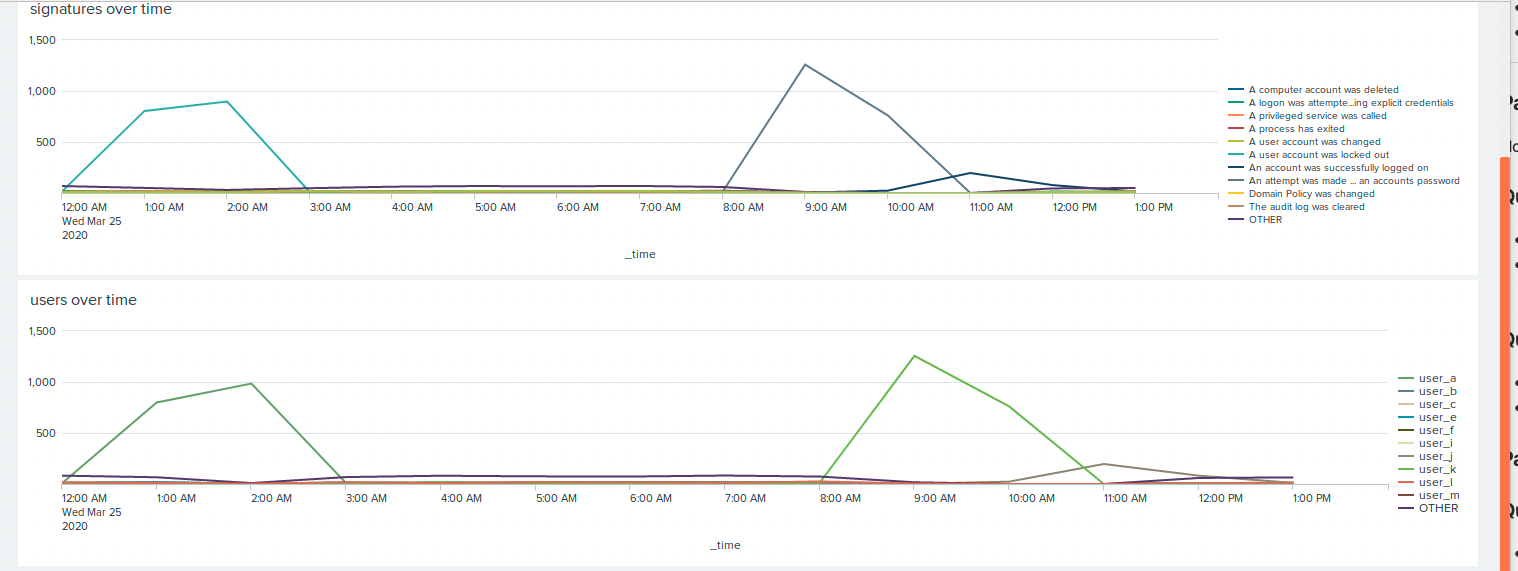 signatures over time
1,500
1,000
500
12:00 AM 1:00 AM 2:00 AM 3:00 AM 4:00 AM 5:00 AM 6:00 AM 7:00 AM 8:00 AM 9:00 AM 10:00 AM 11:00 AM 12:00 PM 1:00 PM
Wed Mar 25
2020
_time
A computer account was deleted
A logon was attempte...ing explicit credentials
A privileged service was called
A process has exited
A user account was changed
A user account was locked out
An account was successfully logged on
An attempt was made ... an accounts password
Domain Policy was changed
The audit log was cleared
OTHER
users over time
1,500
1,000
500
12:00 AM 1:00 AM 2:00 AM 3:00 AM 4:00 AM 5:00 AM 6:00 AM 7:00 AM 8:00 AM 9:00 AM 10:00 AM 11:00 AM 12:00 PM 1:00 PM
Wed Mar 25
2020
_time
user_a
user_b
user_c
user_e
user_f
user_i
user_j
user_k
user_l
user_m
OTHER